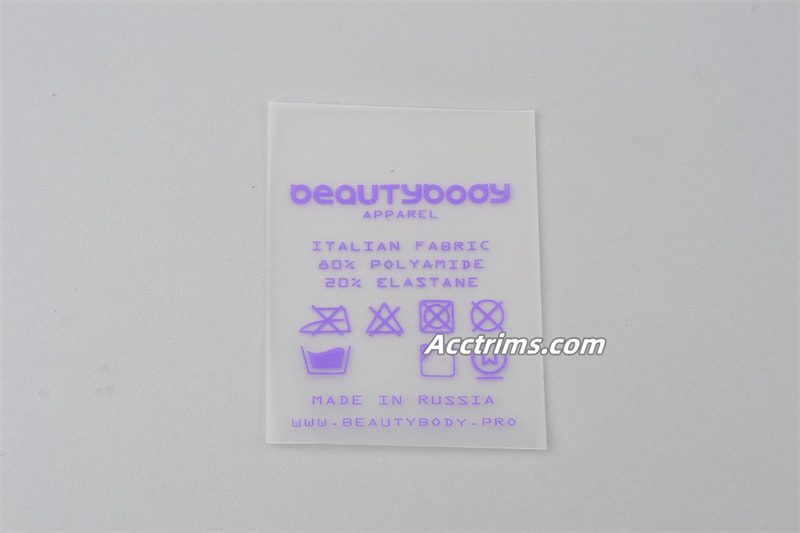 beautybody
APPAREL
ITALIAN FABRIC
80% POLYAMIDE
20% ELASTANE
Acctrims.com
W
MADE IN RUSSIA
WWW.BEAUTYBODY.PRO